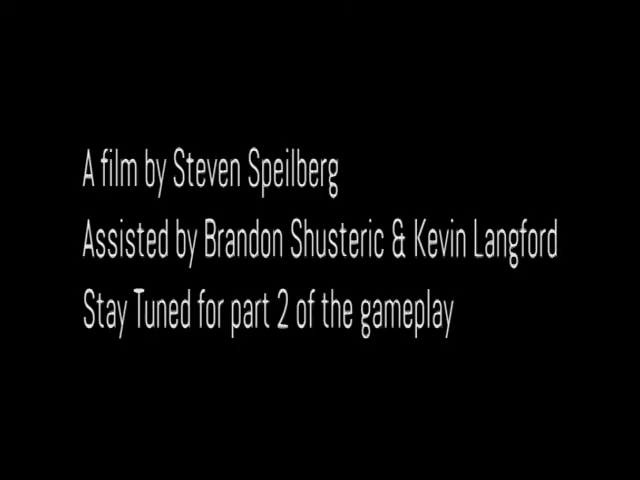 A film by Steven Speilberg
Assisted by Brandon Shusteric & Kevin Langford
Stay Tuned for part 2 of the gameplay